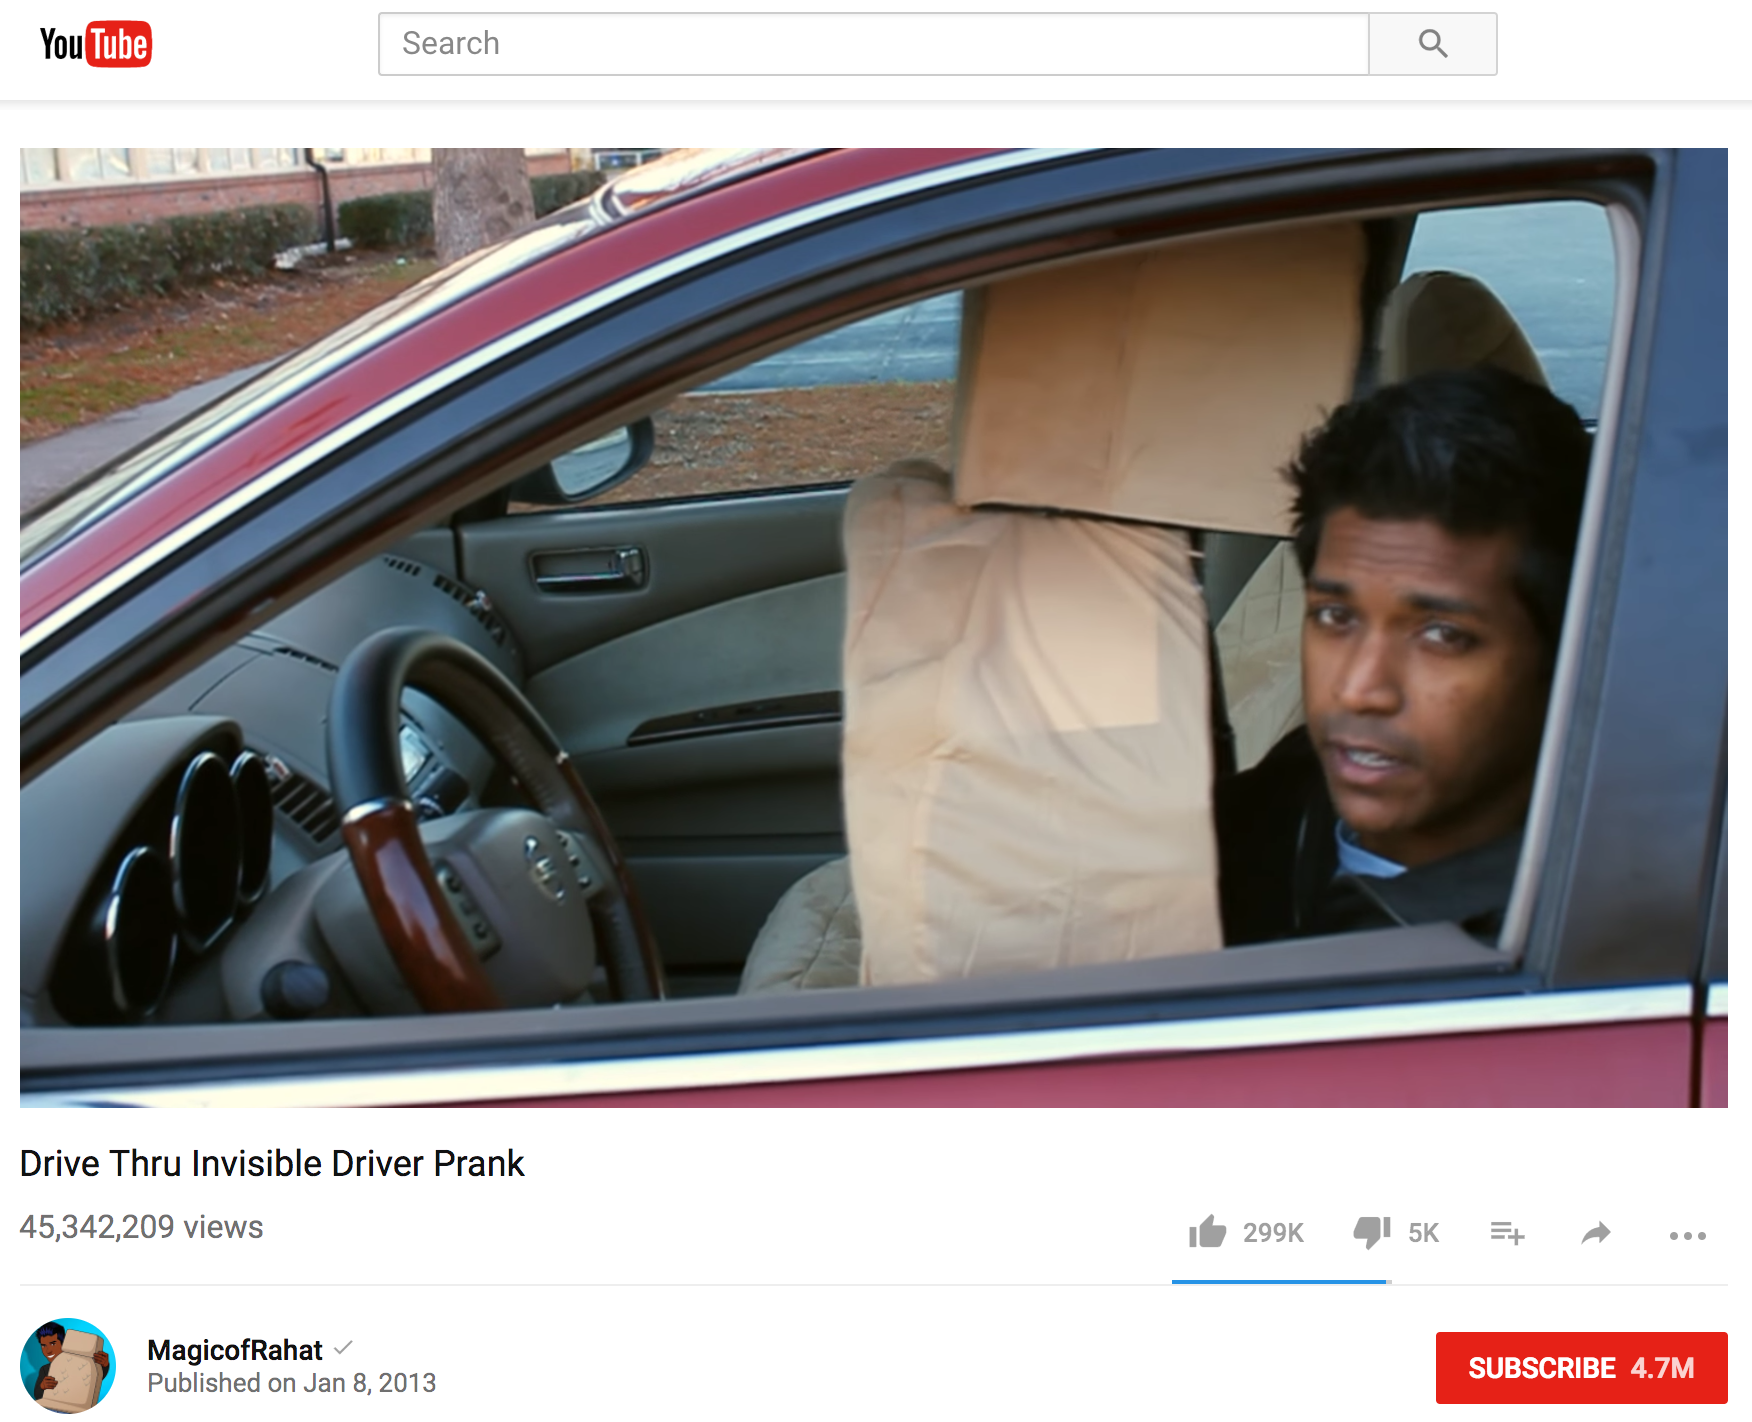 YouTube
Search
Drive Thru Invisible Driver Prank
45,342,209 views
299K
5K
MagicofRahat
Published on Jan 8, 2013
SUBSCRIBE 4.7M